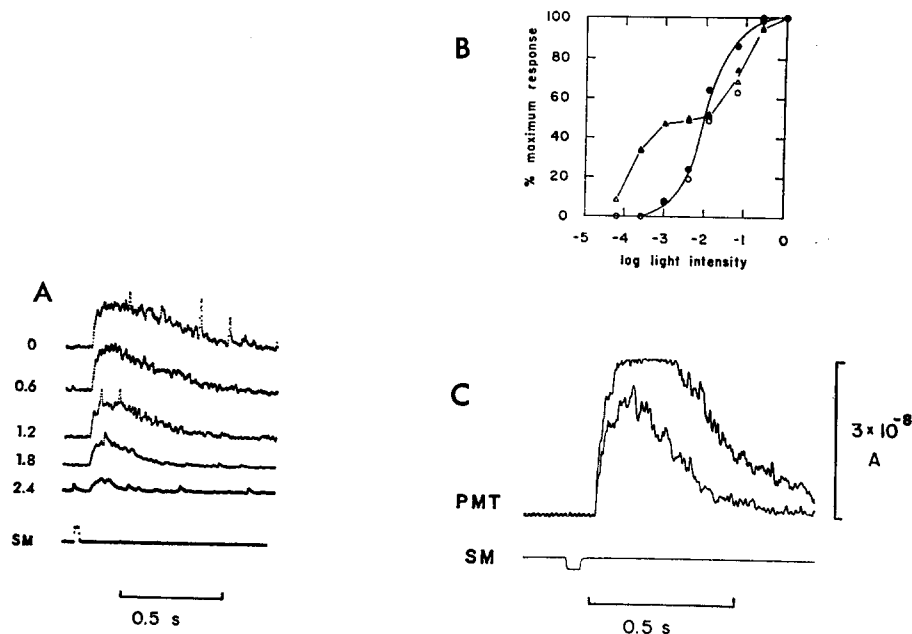 B
% maximum response
100
80
60
40
20
0
-5 -4 -3 -2 -1 0
log light intensity
A
0
0.6
1.2
1.8
2.4
SM
0.5 s
C
PMT
SM
3 × 10⁻⁸
A
0.5 s